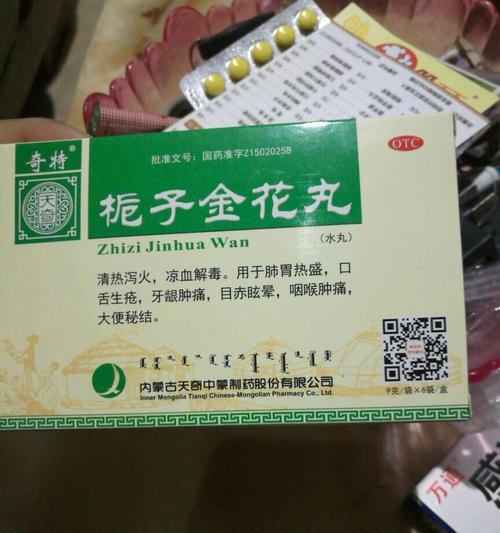 奇特®
天奇
批准文号：国药准字Z15020258
OTC
栀子金花丸
Zhizi Jinhua Wan
（水丸）
清热泻火，凉血解毒。用于肺胃热盛，口
舌生疮，牙龈肿痛，目赤眩晕，咽喉肿痛，
大便秘结。
内蒙古天奇中蒙制药股份有限公司
Inner Mongolia Tianqi Chinese-Mongolian Pharmacy Co., Ltd.
9克/袋×6袋/盒
万通
感